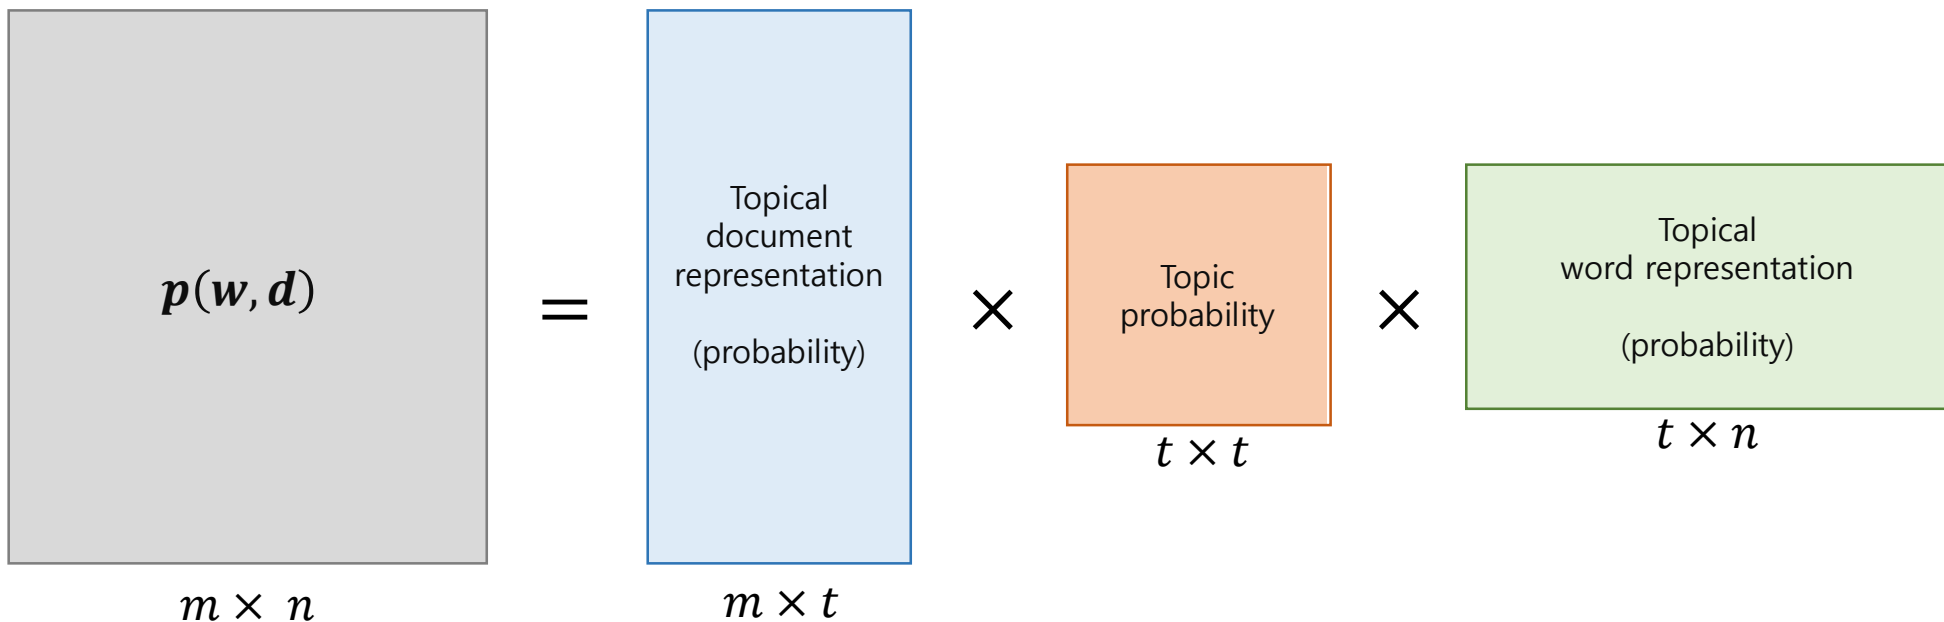 p(w, d)
m × n
=
Topical
document
representation
(probability)
m × t
×
Topic
probability
t × t
×
Topical
word representation
(probability)
t × n